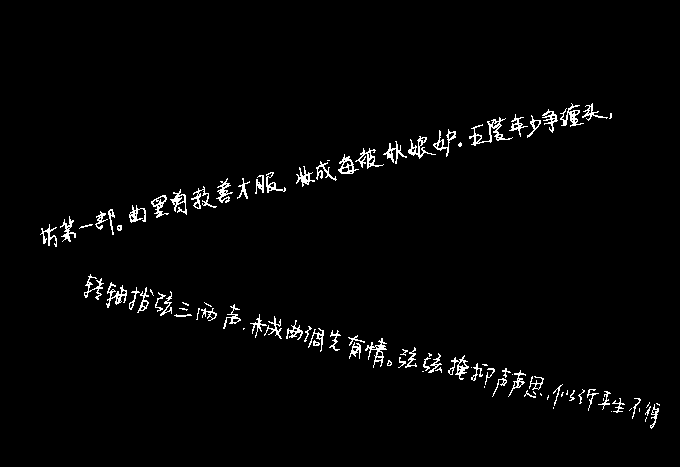 坊第一部。曲罢曾教善才服,妆成每被秋娘妒。五陵年少争缠头,
转轴拨弦三两声,未成曲调先有情。弦弦掩抑声声思,似诉平生不得